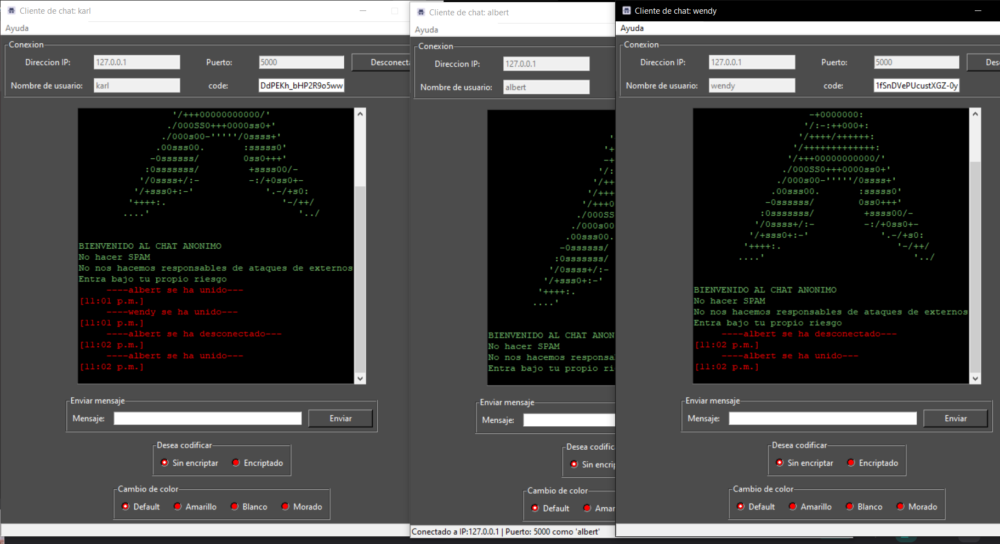 Cliente de chat: karl
Ayuda
Conexion
Direccion IP: 127.0.0.1 Puerto: 5000 Desconecta
Nombre de usuario: karl code: DdPEKh_bHP2R9o5ww
'/+++00000000000/'
./000SS0+++0000ss0+'
./000s00-'''''/0ssss+'
.00sss00. :sssss0'
-0ssssss/ 0ss0+++'
:0sssssss/ +ssss00/-
'/0ssss+/:- -:/+0ss0+-
'/+sss0+:-' '.-/+s0:
'++++:. '-/++/
....' '../
BIENVENIDO AL CHAT ANONIMO
No hacer SPAM
No nos hacemos responsables de ataques de externos
Entra bajo tu propio riesgo
----albert se ha unido---
[11:01 p.m.]
----wendy se ha unido---
[11:01 p.m.]
----albert se ha desconectado---
[11:02 p.m.]
----albert se ha unido---
[11:02 p.m.]
Enviar mensaje
Mensaje: Enviar
Desea codificar
Sin encriptar Encriptado
Cambio de color
Default Amarillo Blanco Morado
Cliente de chat: albert
Ayuda
Conexion
Direccion IP: 127.0.0.1
Nombre de usuario: albert
'
'+
-+
'/:
'/++
'/+++
'/+++0
./000SS
./000s00
.00sss00.
-0ssssss/
:0sssssss/
'/0ssss+/:-
'/+sss0+:-'
'++++:.
....'
BIENVENIDO AL CHAT ANON
No hacer SPAM
No nos hacemos responsa
Entra bajo tu propio ri
Enviar mensaje
Mensaje:
Desea codific
Sin encrip
Cambio de color
Default Amar
Conectado a IP:127.0.0.1 | Puerto: 5000 como 'albert'
Cliente de chat: wendy
Ayuda
Conexion
Direccion IP: 127.0.0.1 Puerto: 5000 Des
Nombre de usuario: wendy code: 1fSnDVePUcustXGZ-0y
-+0000000:
'/:-:++000+:
'/++++/++++++:
'/+++++++++++++:
'/+++00000000000/'
./000SS0+++0000ss0+'
./000s00-'''''/0ssss+'
.00sss00. :sssss0'
-0ssssss/ 0ss0+++'
:0sssssss/ +ssss00/-
'/0ssss+/:- -:/+0ss0+-
'/+sss0+:-' '.-/+s0:
'++++:. '-/++/
....' '../
BIENVENIDO AL CHAT ANONIMO
No hacer SPAM
No nos hacemos responsables de ataques de externos
Entra bajo tu propio riesgo
----albert se ha desconectado---
[11:02 p.m.]
----albert se ha unido---
[11:02 p.m.]
Enviar mensaje
Mensaje: Enviar
Desea codificar
Sin encriptar Encriptado
Cambio de color
Default Amarillo Blanco Morado